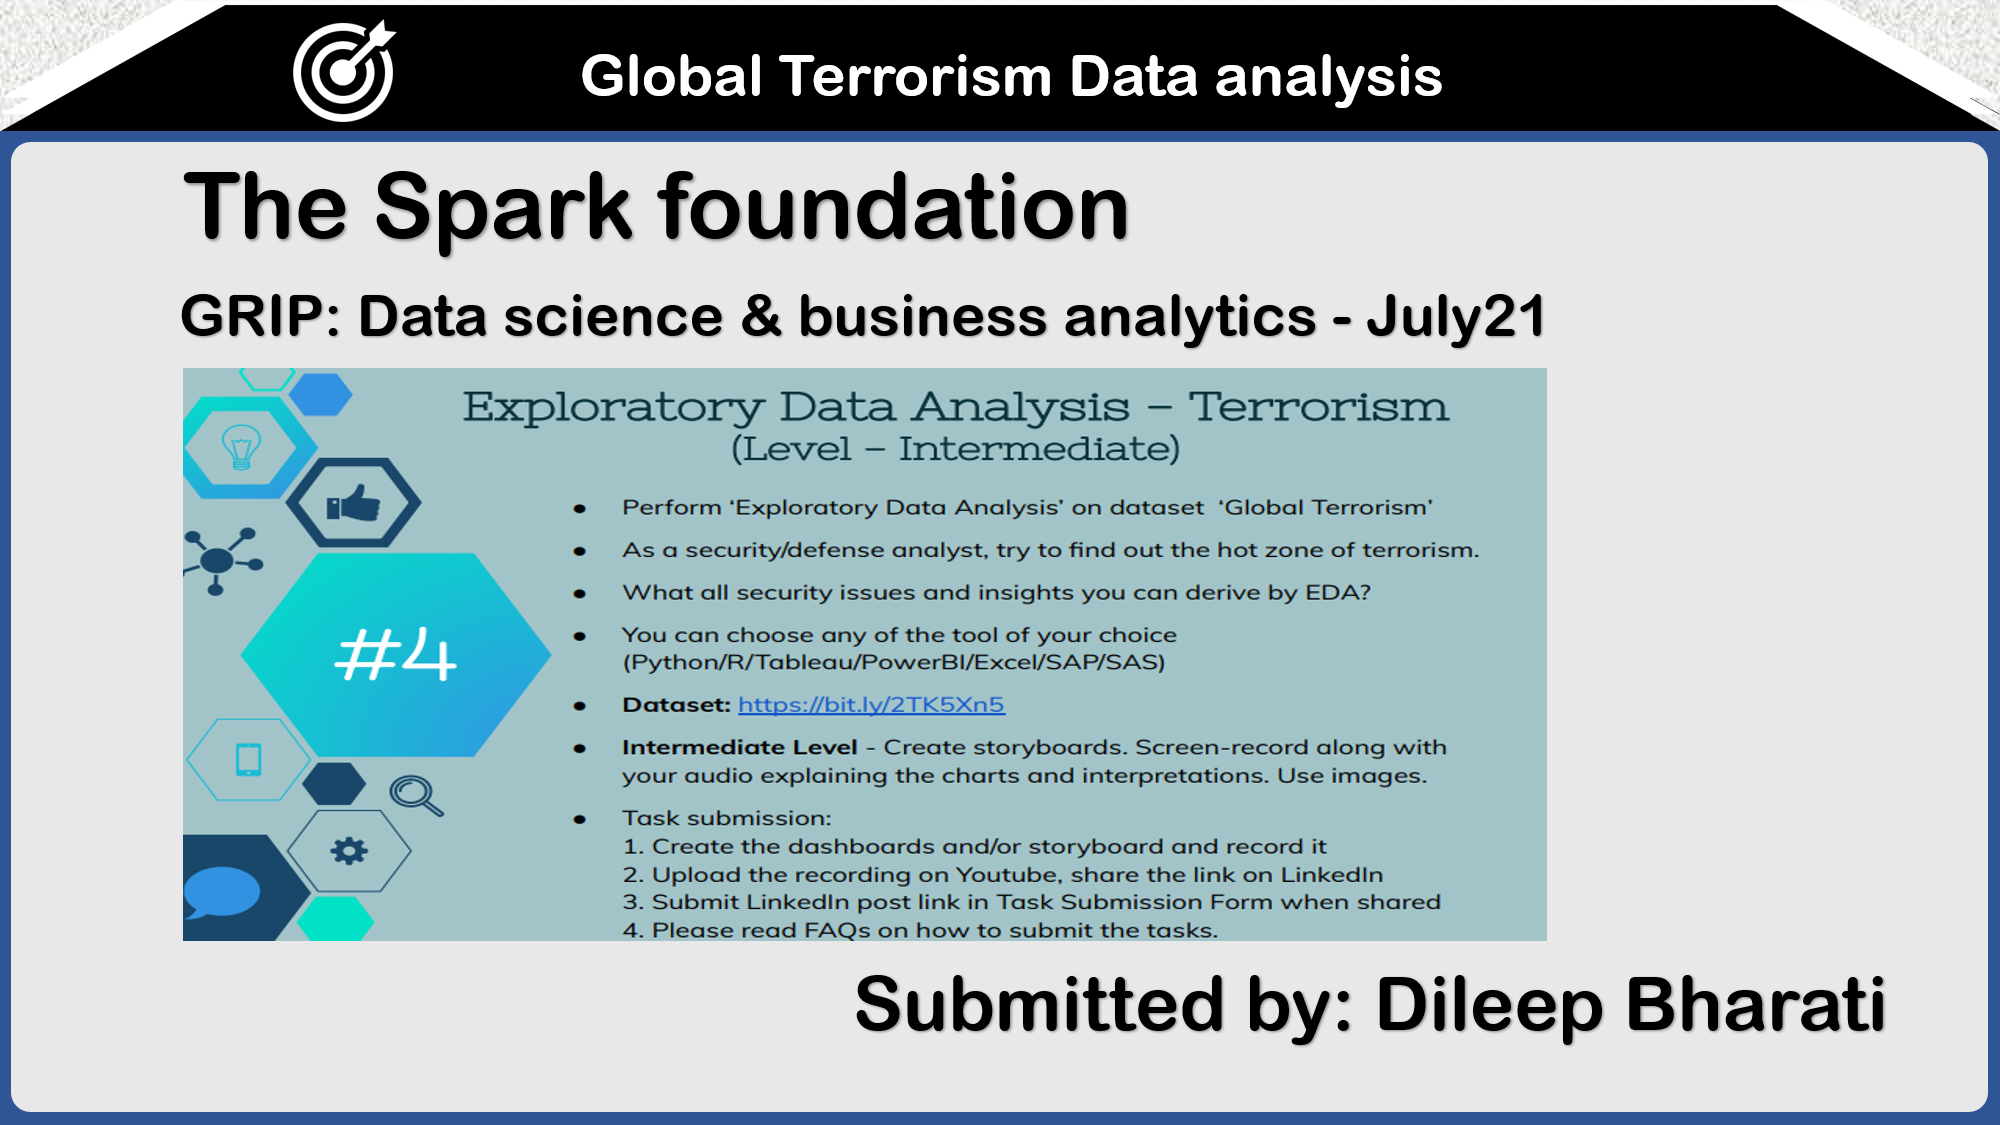 Global Terrorism Data analysis
The Spark foundation
GRIP: Data science & business analytics - July21
Exploratory Data Analysis – Terrorism
(Level – Intermediate)
● Perform ‘Exploratory Data Analysis’ on dataset ‘Global Terrorism’
● As a security/defense analyst, try to find out the hot zone of terrorism.
● What all security issues and insights you can derive by EDA?
#4
● You can choose any of the tool of your choice
(Python/R/Tableau/PowerBI/Excel/SAP/SAS)
● Dataset: https://bit.ly/2TK5Xn5
● Intermediate Level - Create storyboards. Screen-record along with
your audio explaining the charts and interpretations. Use images.
● Task submission:
1. Create the dashboards and/or storyboard and record it
2. Upload the recording on Youtube, share the link on LinkedIn
3. Submit LinkedIn post link in Task Submission Form when shared
4. Please read FAQs on how to submit the tasks.
Submitted by: Dileep Bharati